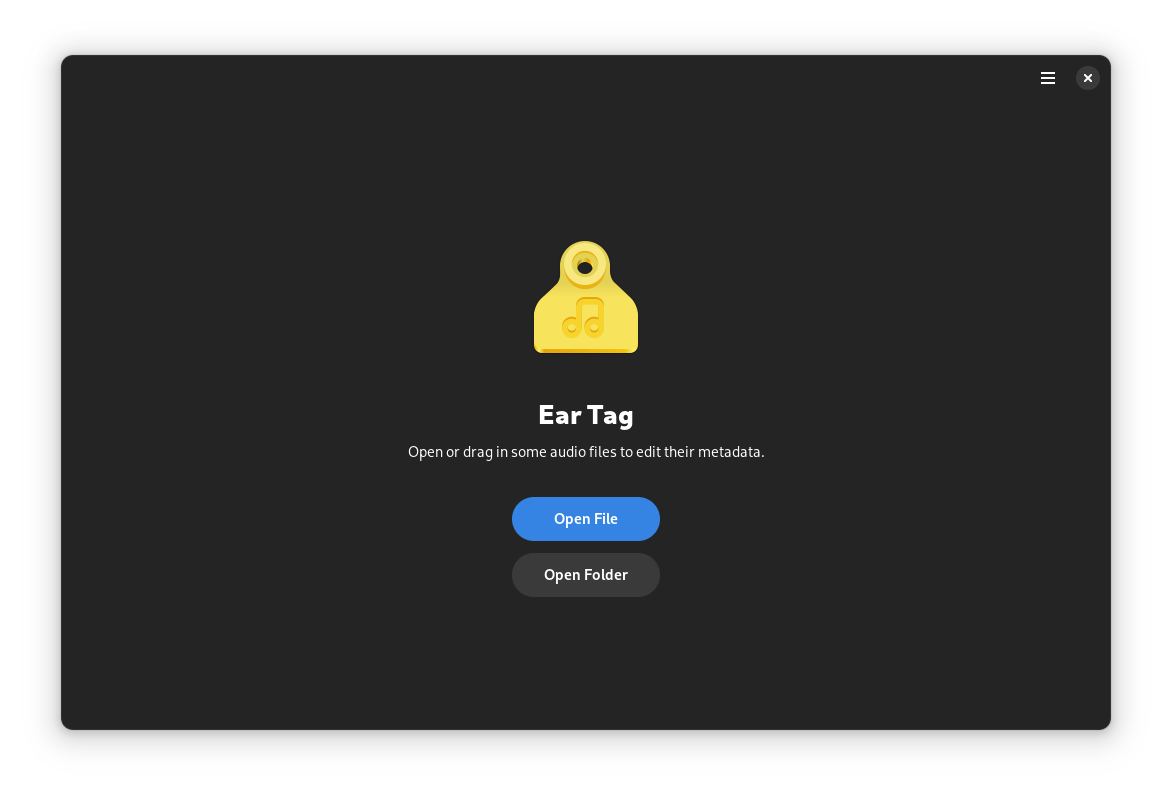 Ear Tag
Open or drag in some audio files to edit their metadata.
Open File
Open Folder